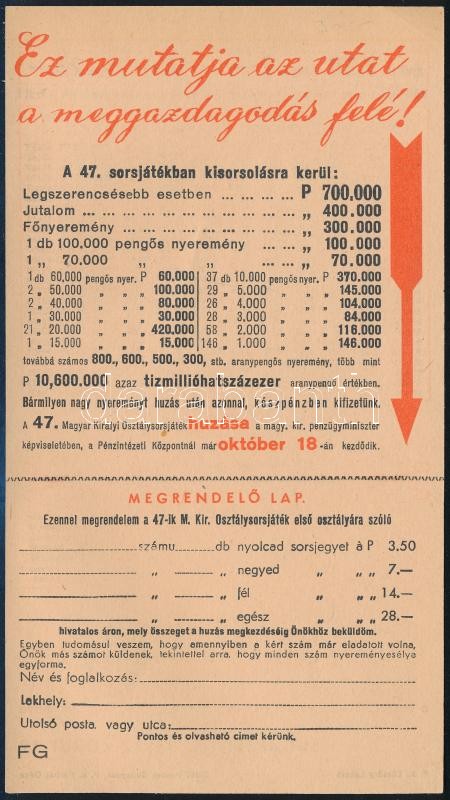 Ez mutatja az utat
a meggazdagodás felé!
A 47. sorsjátékban kisorsolásra kerül:
Legszerencsésebb esetben ... ... ... ... P 700,000
Jutalom ... ... ... ... ... ... ... ... ... „ 400.000
Főnyeremény ... ... ... ... ... ... ... „ 300.000
1 db 100,000 pengős nyeremény ... ... „ 100.000
1 „ 70.000 „ „ ... ... „ 70.000
1 db 60,000 pengős nyer. P 60,000
2 „ 50.000 „ „ „ 100.000
2 „ 40.000 „ „ „ 80.000
1 „ 30.000 „ „ „ 30.000
21 „ 20.000 „ „ „ 420.000
1 „ 15.000 „ „ „ 15.000
37 db 10.000 pengős nyer. P 370.000
29 „ 5.000 „ „ „ 145.000
26 „ 4.000 „ „ „ 104.000
28 „ 3.000 „ „ „ 84.000
58 „ 2.000 „ „ „ 116.000
146 „ 1.000 „ „ „ 146.000
továbbá számos 800., 600., 500., 300, stb. aranypengős nyeremény, több mint
P 10,600.000 azaz tizmillióhatszázezer aranypengő értékben.
Bármilyen nagy nyereményt huzás után azonnal, készpénzben kifizetünk.
A 47. Magyar Királyi Osztálysorsjáték huzása a magy. kir. pénzügyminiszter
képviseletében, a Pénzintézeti Központnál már október 18-án kezdődik.
darabanth
MEGRENDELŐ LAP.
Ezennel megrendelem a 47-ik M. Kir. Osztálysorsjáték első osztályára szóló
számu db nyolcad sorsjegyet à P 3.50
„ „ negyed „ „ „ 7.—
„ „ fél „ „ „ 14.—
„ „ egész „ „ „ 28.—
hivatalos áron, mely összeget a huzás megkezdéséig Önökhöz beküldöm.
Egyben tudomásul veszem, hogy amennyiben a kért szám már eladatott volna,
Önök más számot küldenek, tekintettel arra, hogy minden szám nyereményesélye
egyforma.
Név és foglalkozás:
Lakhely:
Utolsó posta, vagy utca:
Pontos és olvasható címet kérünk.
FG